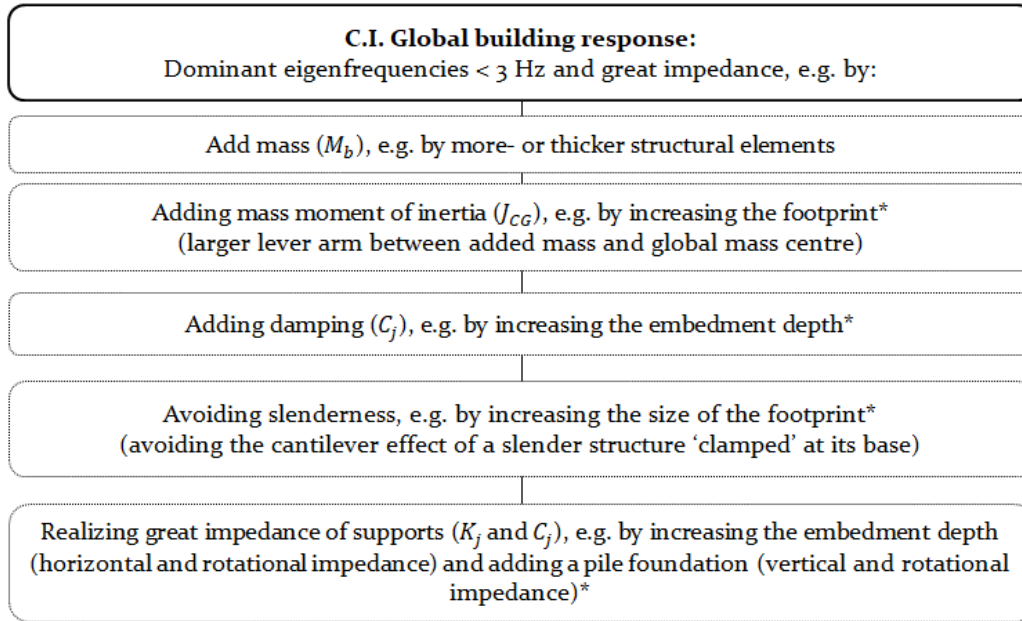 C.I. Global building response:
Dominant eigenfrequencies < 3 Hz and great impedance, e.g. by:
Add mass (M_b), e.g. by more- or thicker structural elements
Adding mass moment of inertia (J_CG), e.g. by increasing the footprint*
(larger lever arm between added mass and global mass centre)
Adding damping (C_j), e.g. by increasing the embedment depth*
Avoiding slenderness, e.g. by increasing the size of the footprint*
(avoiding the cantilever effect of a slender structure ‘clamped’ at its base)
Realizing great impedance of supports (K_j and C_j), e.g. by increasing the embedment depth
(horizontal and rotational impedance) and adding a pile foundation (vertical and rotational
impedance)*